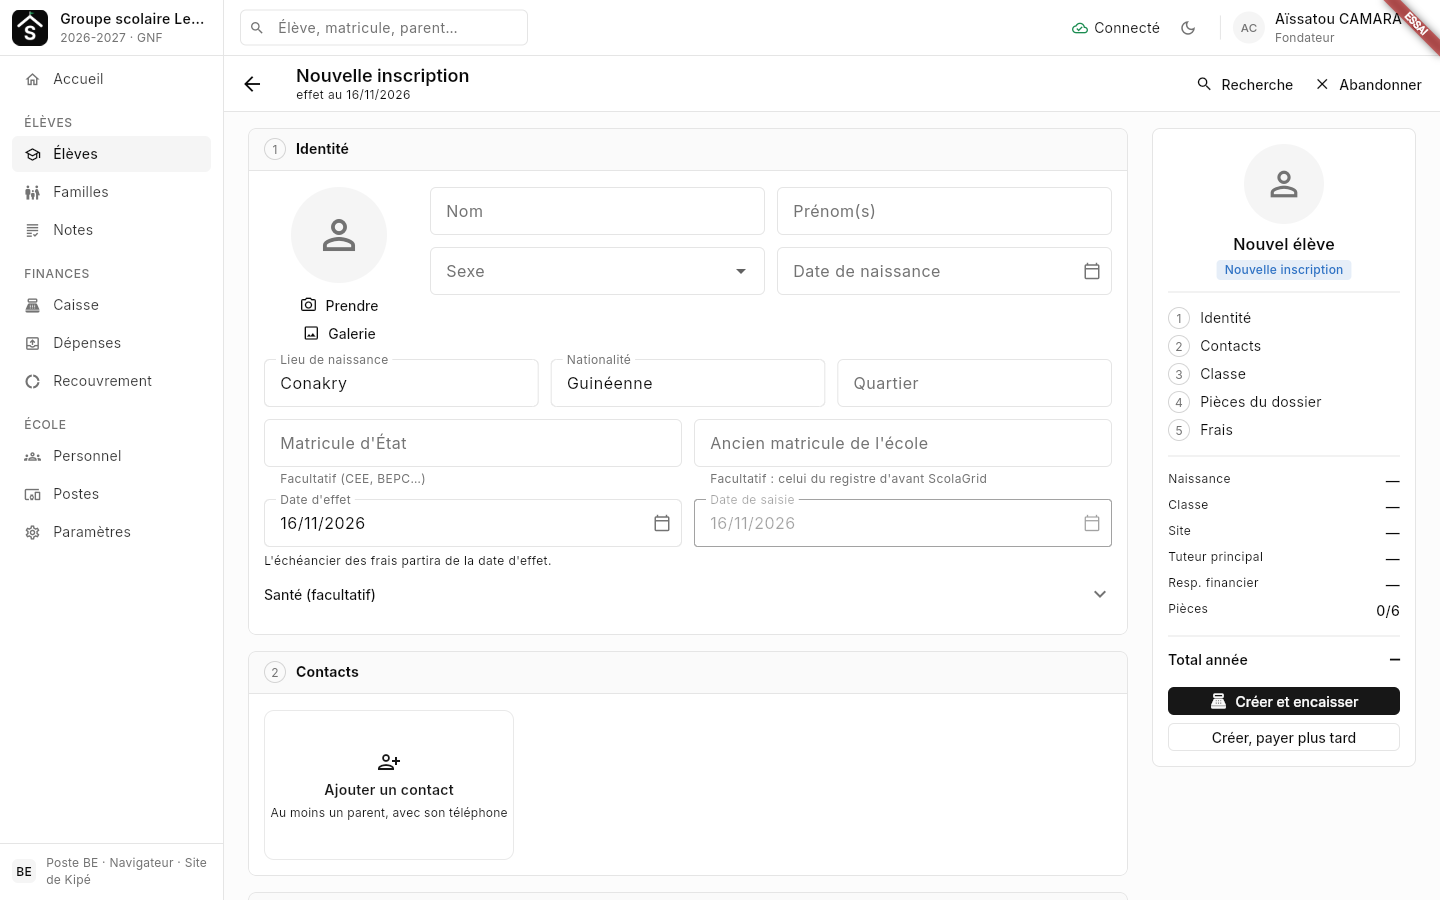 Groupe scolaire Le...
2026-2027 · GNF
Élève, matricule, parent...
Connecté
AC
Aïssatou CAMARA
Fondateur
ESSAI
Accueil
ÉLÈVES
Élèves
Familles
Notes
FINANCES
Caisse
Dépenses
Recouvrement
ÉCOLE
Personnel
Postes
Paramètres
BE
Poste BE · Navigateur · Site
de Kipé
Nouvelle inscription
effet au 16/11/2026
Recherche
Abandonner
1 Identité
Nom
Prénom(s)
Sexe
Date de naissance
Prendre
Galerie
Lieu de naissance
Conakry
Nationalité
Guinéenne
Quartier
Matricule d'État
Facultatif (CEE, BEPC...)
Ancien matricule de l'école
Facultatif : celui du registre d'avant ScolaGrid
Date d'effet
16/11/2026
Date de saisie
16/11/2026
L'échéancier des frais partira de la date d'effet.
Santé (facultatif)
2 Contacts
Ajouter un contact
Au moins un parent, avec son téléphone
Nouvel élève
Nouvelle inscription
1 Identité
2 Contacts
3 Classe
4 Pièces du dossier
5 Frais
Naissance —
Classe —
Site —
Tuteur principal —
Resp. financier —
Pièces 0/6
Total année –
Créer et encaisser
Créer, payer plus tard